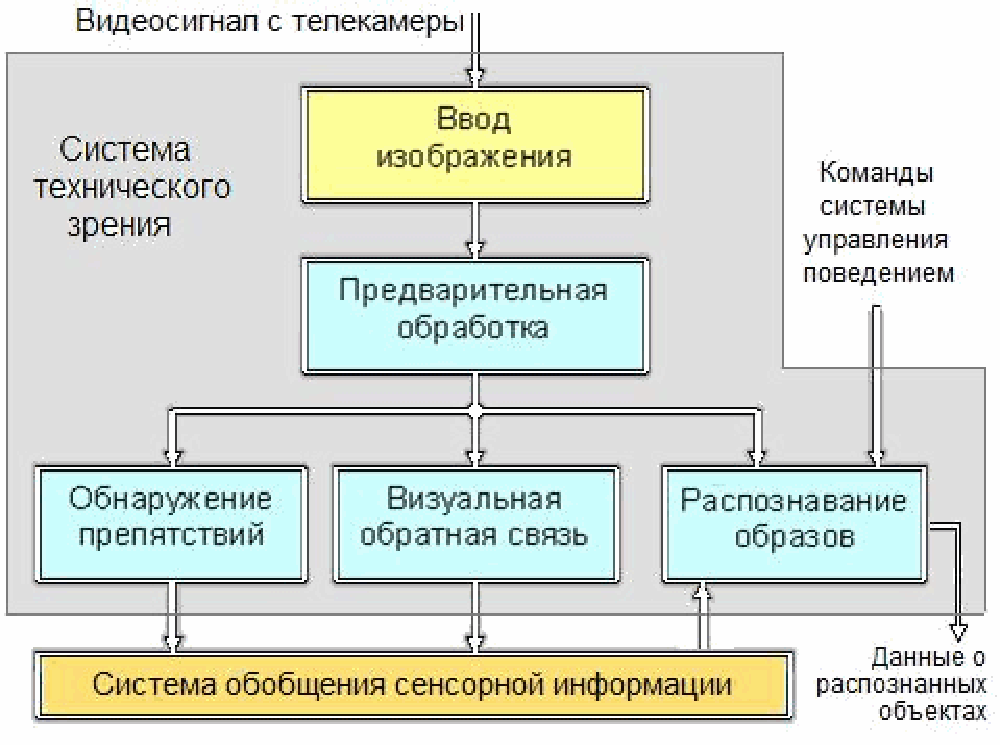 Видеосигнал с телекамеры
Ввод
изображения
Система
технического
зрения
Команды
системы
управления
поведением
Предварительная
обработка
Обнаружение
препятствий
Визуальная
обратная связь
Распознавание
образов
Система обобщения сенсорной информации
Данные о
распознанных
объектах